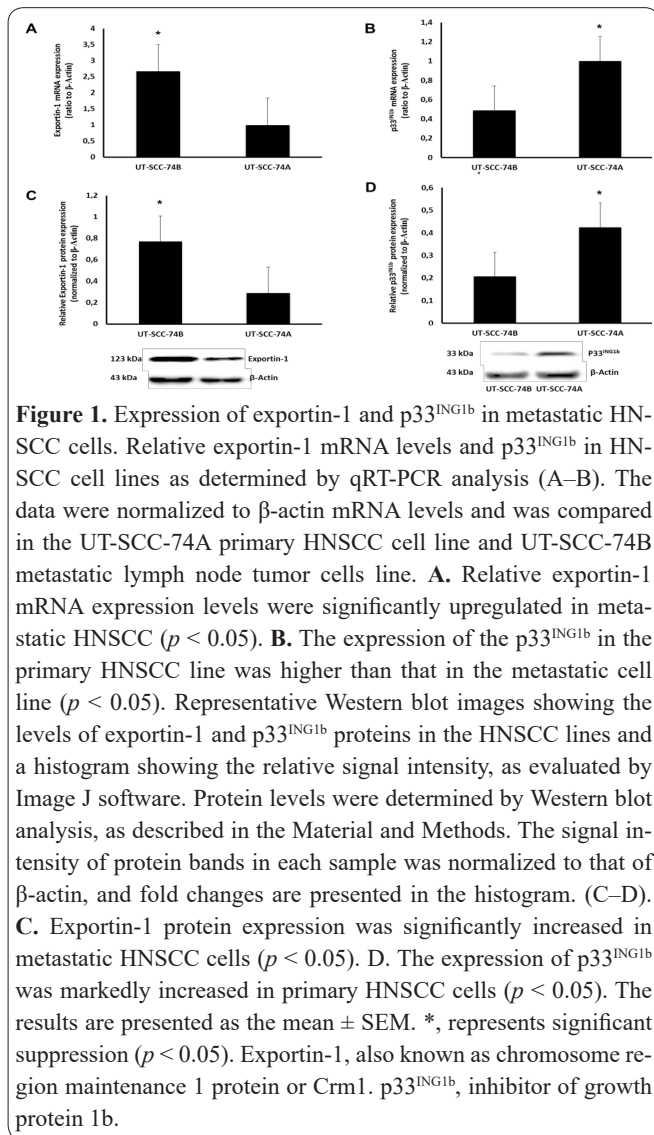 A
B
Exportin-1 mRNA expression
(ratio to β-Actin)
4
3,5
3
2,5
2
1,5
1
0,5
0
*
UT-SCC-74B
UT-SCC-74A
p33ING1b mRNA expression
(ratio to β-Actin)
1,4
1,2
1
0,8
0,6
0,4
0,2
0
*
UT-SCC-74B
UT-SCC-74A
C
D
Relative Exportin-1 protein expression
(normalized to β-Actin)
1,2
1
0,8
0,6
0,4
0,2
0
*
UT-SCC-74B
UT-SCC-74A
Relative p33ING1b protein expression
(normalized to β-Actin)
0,6
0,5
0,4
0,3
0,2
0,1
0
*
UT-SCC-74B
UT-SCC-74A
123 kDa
Exportin-1
43 kDa
β-Actin
33 kDa
P33ING1b
43 kDa
β-Actin
UT-SCC-74B UT-SCC-74A
Figure 1. Expression of exportin-1 and p33ING1b in metastatic HN-
SCC cells. Relative exportin-1 mRNA levels and p33ING1b in HN-
SCC cell lines as determined by qRT-PCR analysis (A–B). The
data were normalized to β-actin mRNA levels and was compared
in the UT-SCC-74A primary HNSCC cell line and UT-SCC-74B
metastatic lymph node tumor cells line. A. Relative exportin-1
mRNA expression levels were significantly upregulated in meta-
static HNSCC (p < 0.05). B. The expression of the p33ING1b in the
primary HNSCC line was higher than that in the metastatic cell
line (p < 0.05). Representative Western blot images showing the
levels of exportin-1 and p33ING1b proteins in the HNSCC lines and
a histogram showing the relative signal intensity, as evaluated by
Image J software. Protein levels were determined by Western blot
analysis, as described in the Material and Methods. The signal in-
tensity of protein bands in each sample was normalized to that of
β-actin, and fold changes are presented in the histogram. (C–D).
C. Exportin-1 protein expression was significantly increased in
metastatic HNSCC cells (p < 0.05). D. The expression of p33ING1b
was markedly increased in primary HNSCC cells (p < 0.05). The
results are presented as the mean ± SEM. *, represents significant
suppression (p < 0.05). Exportin-1, also known as chromosome re-
gion maintenance 1 protein or Crm1. p33ING1b, inhibitor of growth
protein 1b.